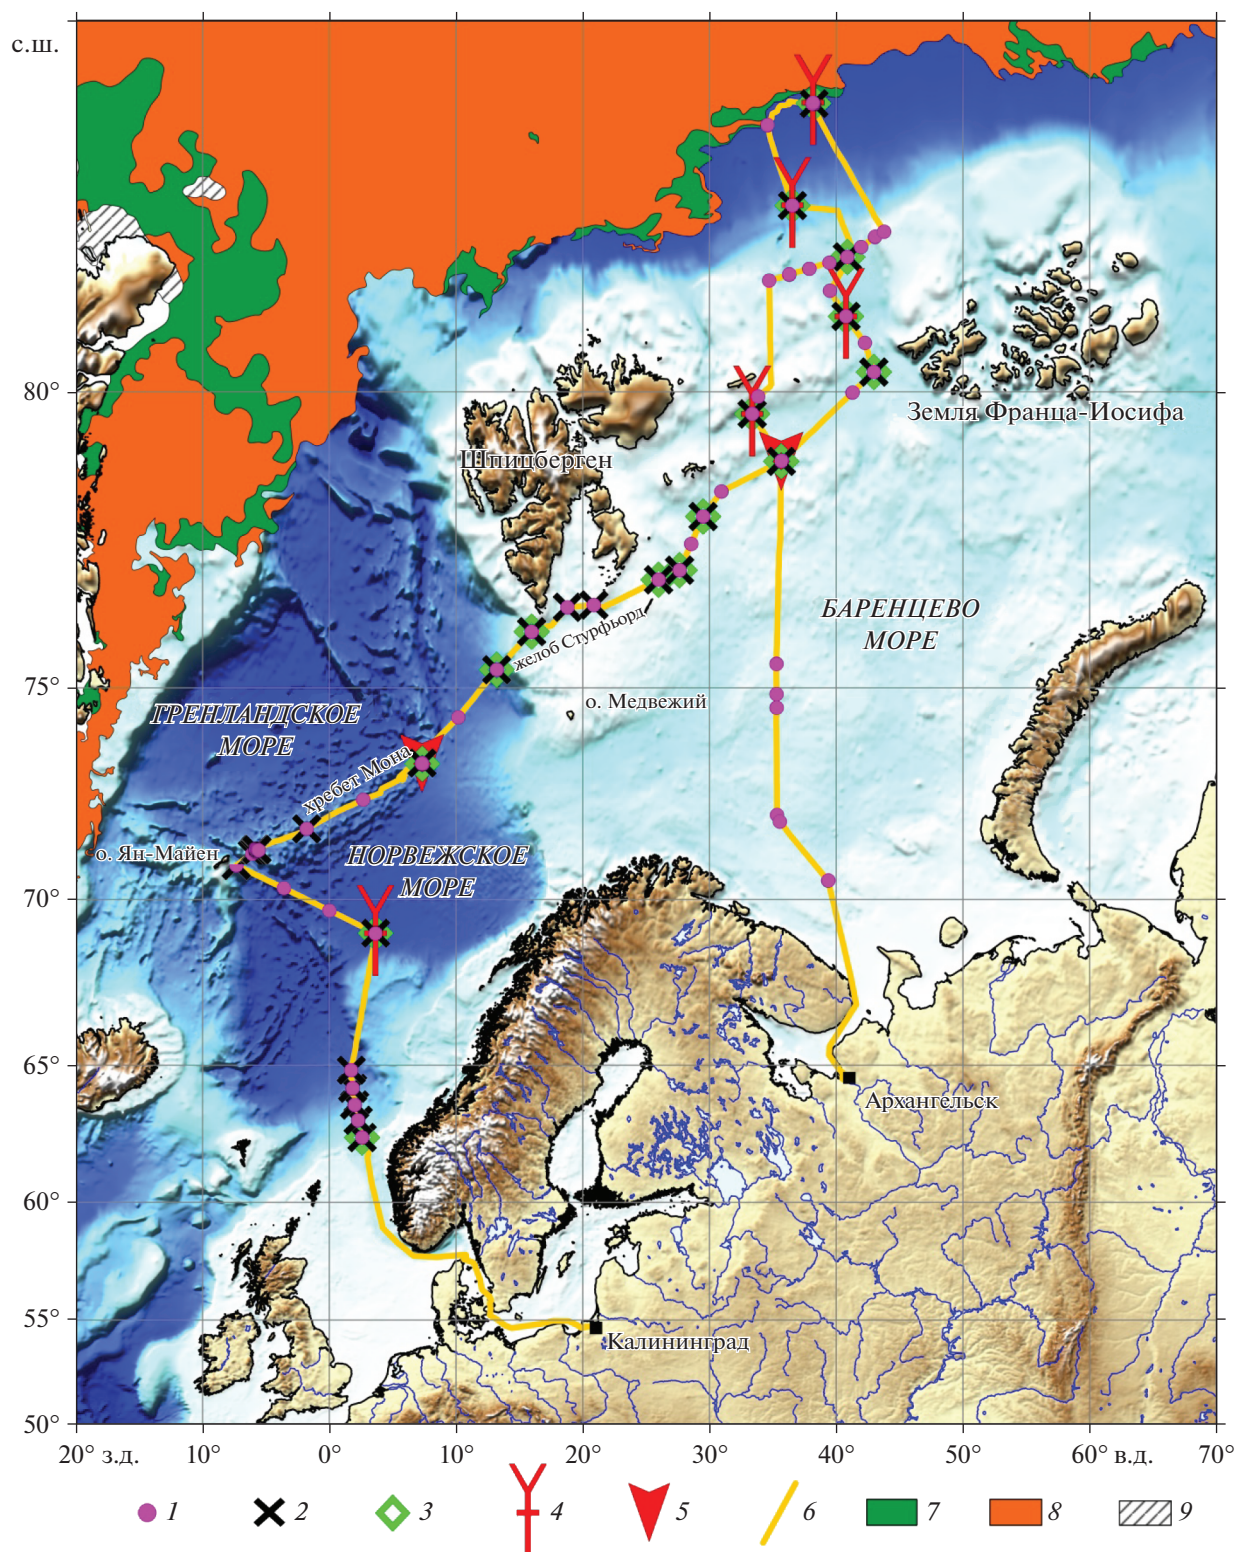 с.ш.
80°
Земля Франца-Иосифа
Шпицберген
БАРЕНЦЕВО
МОРЕ
желоб Стурфьорд
75°
о. Медвежий
ГРЕНЛАНДСКОЕ
МОРЕ
хребет Мона
о. Ян-Майен
НОРВЕЖСКОЕ
МОРЕ
70°
65°
Архангельск
60°
55°
Калининград
50°
20° з.д. 10° 0° 10° 20° 30° 40° 50° 60° в.д. 70°
1 2 3 4 5 6 7 8 9